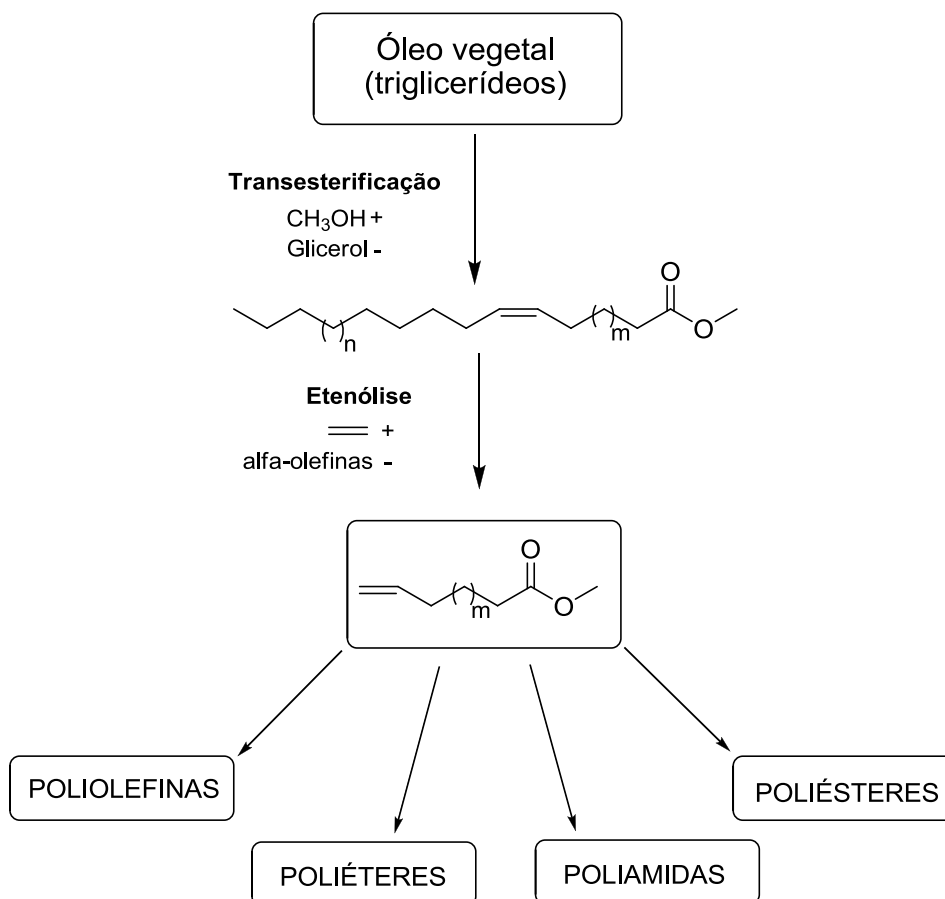 Óleo vegetal
(triglicerídeos)
Transesterificação
CH₃OH +
Glicerol -
O
O
n
m
Etenólise
+
alfa-olefinas -
O
O
m
POLIOLEFINAS
POLIÉSTERES
POLIÉTERES
POLIAMIDAS